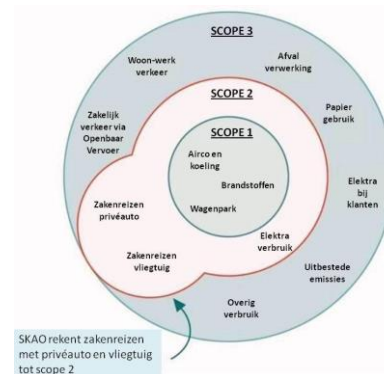 SCOPE 3
Woon-werk
verkeer
Afval
verwerking
SCOPE 2
Papier
gebruik
Zakelijk
verkeer via
Openbaar
Vervoer
SCOPE 1
Airco en
koeling
Brandstoffen
Wagenpark
Elektra
bij
klanten
Zakenreizen
privéauto
Elektra
verbruik
Zakenreizen
vliegtuig
Uitbestede
emissies
Overig
verbruik
SKAO rekent zakenreizen
met privéauto en vliegtuig
tot scope 2